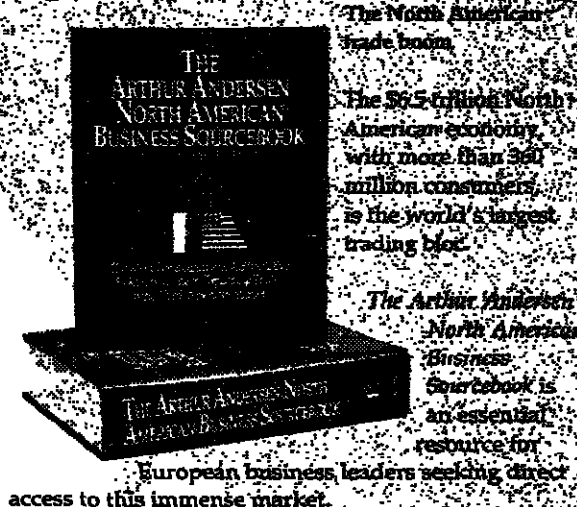 THE
ARTHUR ANDERSEN
NORTH AMERICAN
BUSINESS SOURCEBOOK
THE ARTHUR ANDERSEN NORTH
AMERICAN BUSINESS SOURCEBOOK
The North American
trade boom
The $6.5 trillion North
American economy,
with more than 360
million consumers,
is the world's largest
trading bloc.
The Arthur Andersen
North American
Business
Sourcebook is
an essential
resource for
European business leaders seeking direct
access to this immense market.